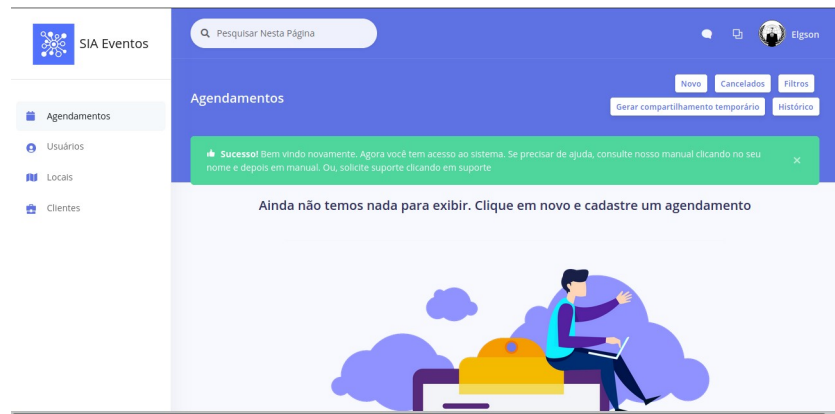 SIA Eventos
Pesquisar Nesta Página
Elgson
Agendamentos
Usuários
Locais
Clientes
Agendamentos
Novo
Cancelados
Filtros
Gerar compartilhamento temporário
Histórico
Sucesso! Bem vindo novamente. Agora você tem acesso ao sistema. Se precisar de ajuda, consulte nosso manual clicando no seu
nome e depois em manual. Ou, solicite suporte clicando em suporte
Ainda não temos nada para exibir. Clique em novo e cadastre um agendamento